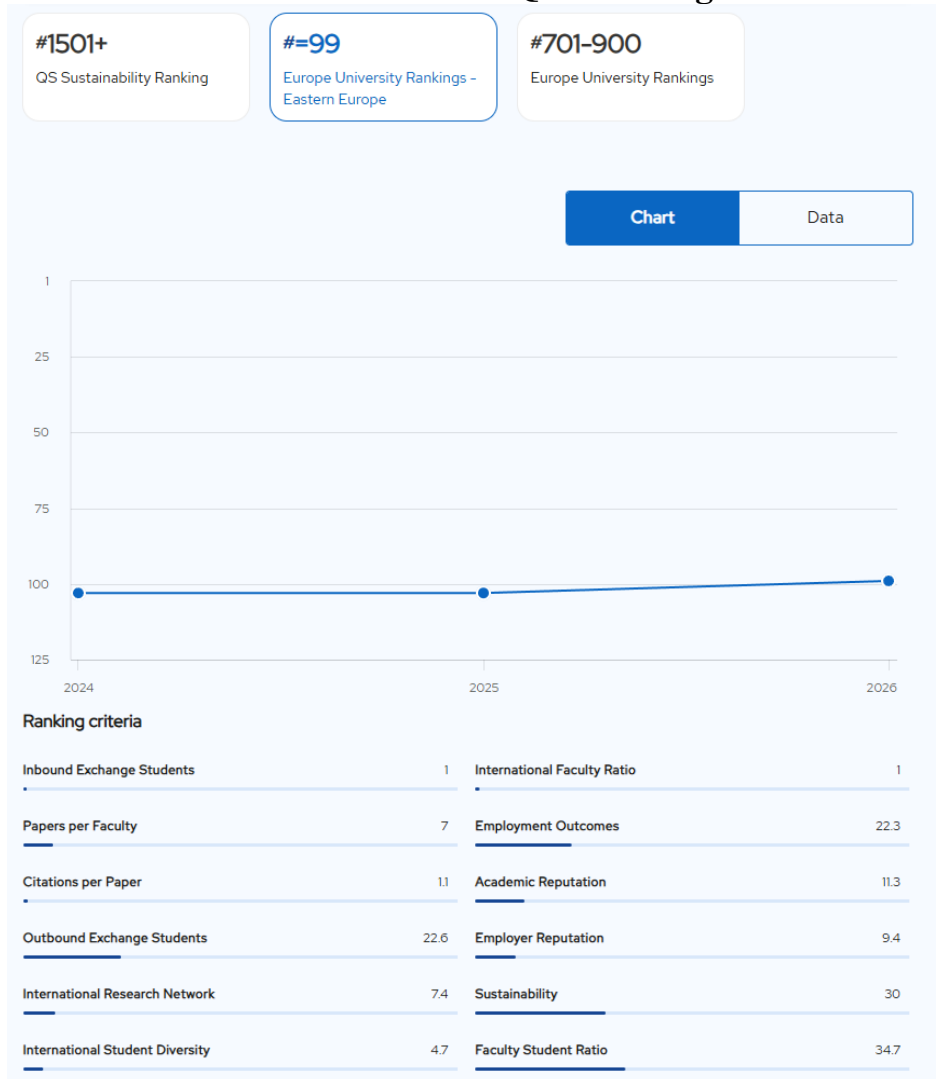 #1501+
QS Sustainability Ranking
#=99
Europe University Rankings -
Eastern Europe
#701-900
Europe University Rankings
Chart
Data
1
25
50
75
100
125
2024
2025
2026
Ranking criteria
Inbound Exchange Students 1
International Faculty Ratio 1
Papers per Faculty 7
Employment Outcomes 22.3
Citations per Paper 1.1
Academic Reputation 11.3
Outbound Exchange Students 22.6
Employer Reputation 9.4
International Research Network 7.4
Sustainability 30
International Student Diversity 4.7
Faculty Student Ratio 34.7